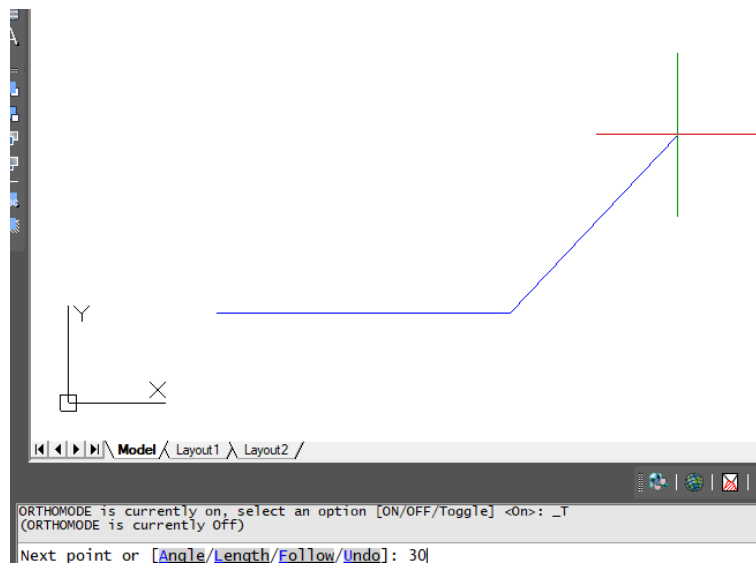 A
Y
X
Model Layout1 Layout2
ORTHOMODE is currently on, select an option [ON/OFF/Toggle] <On>: _T
(ORTHOMODE is currently Off)
Next point or [Angle/Length/Follow/Undo]: 30